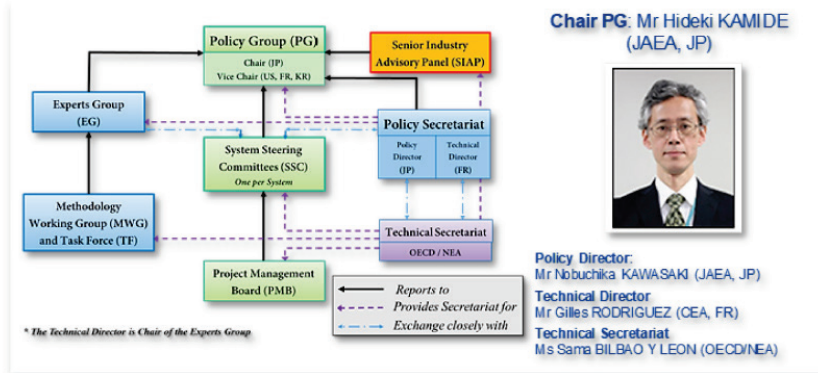 Policy Group (PG)
Chair (JP)
Vice Chair (US, FR, KR)
Senior Industry
Advisory Panel (SIAP)
Experts Group
(EG)
Policy Secretariat
Policy
Director
(JP)
Technical
Director
(FR)
System Steering
Committees (SSC)
One per System
Methodology
Working Group (MWG)
and Task Force (TF)
Technical Secretariat
OECD / NEA
Project Management
Board (PMB)
Reports to
Provides Secretariat for
Exchange closely with
* The Technical Director is Chair of the Experts Group
Chair PG: Mr Hideki KAMIDE
(JAEA, JP)
Policy Director:
Mr Nobuchika KAWASAKI (JAEA, JP)
Technical Director
Mr Gilles RODRIGUEZ (CEA, FR)
Technical Secretariat
Ms Sama BILBAO Y LEON (OECD/NEA)